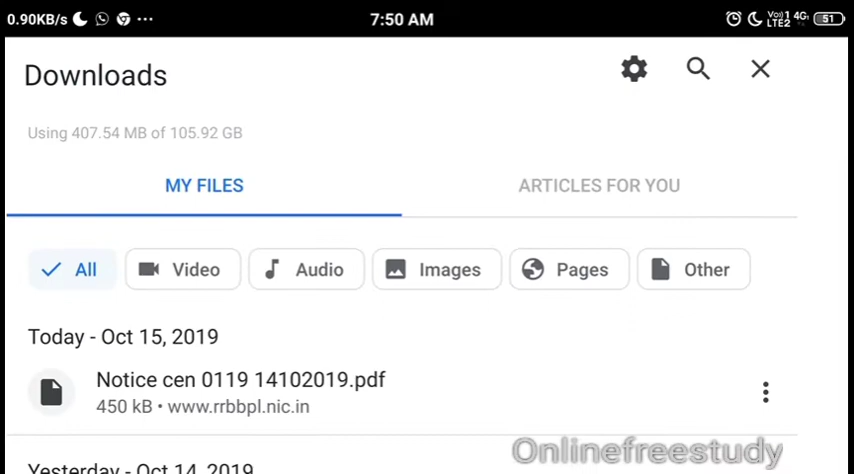 0.90KB/s ... 7:50 AM Vo)) 1 4G LTE2 51
Downloads
Using 407.54 MB of 105.92 GB
MY FILES ARTICLES FOR YOU
All Video Audio Images Pages Other
Today - Oct 15, 2019
Notice cen 0119 14102019.pdf
450 kB • www.rrbbpl.nic.in
Onlinefreestudy
Yesterday - Oct 14, 2019